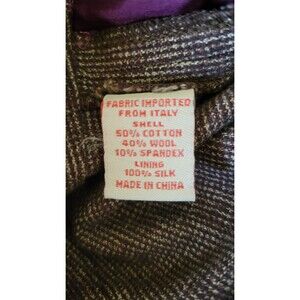 FABRIC IMPORTED
FROM ITALY
SHELL
50% COTTON
40% WOOL
10% SPANDEX
LINING
100% SILK
MADE IN CHINA